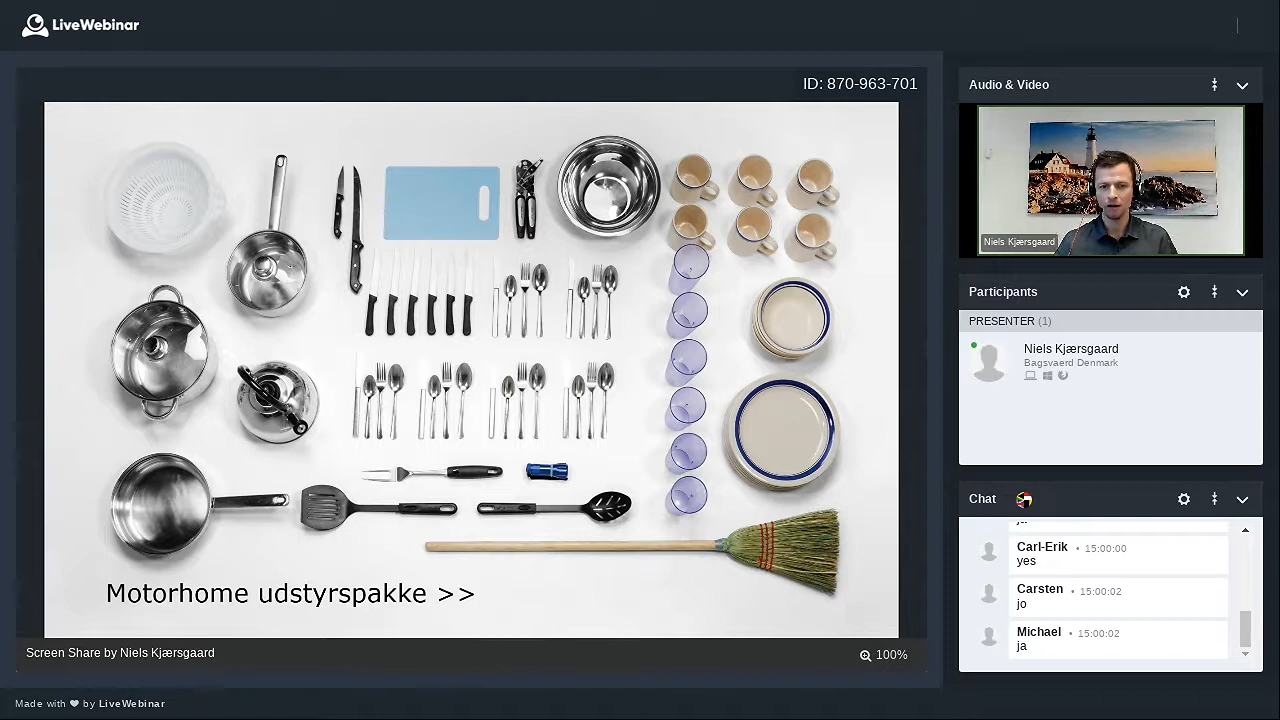 LiveWebinar
ID: 870-963-701
Motorhome udstyrspakke >>
Screen Share by Niels Kjærsgaard
100%
Audio & Video
Niels Kjærsgaard
Participants
PRESENTER (1)
Niels Kjærsgaard
Bagsvaerd Denmark
Chat
Carl-Erik • 15:00:00
yes
Carsten • 15:00:02
jo
Michael • 15:00:02
ja
Made with ❤ by LiveWebinar